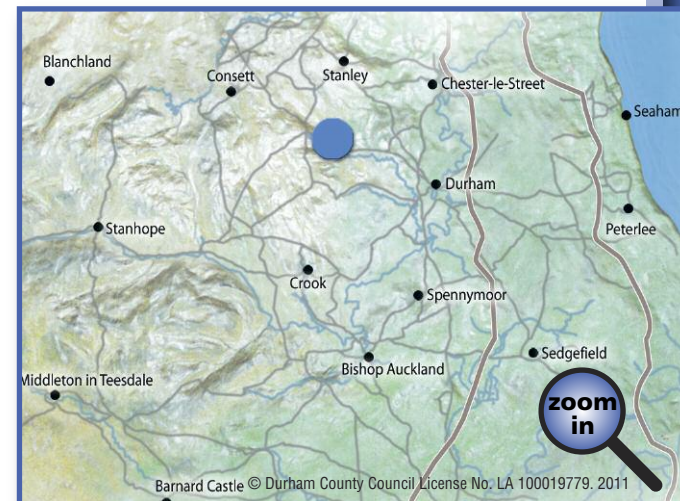 Blanchland
Consett
Stanley
Chester-le-Street
Seaham
Durham
Stanhope
Peterlee
Crook
Spennymoor
Sedgefield
Bishop Auckland
Middleton in Teesdale
zoom
in
Barnard Castle © Durham County Council License No. LA 100019779. 2011